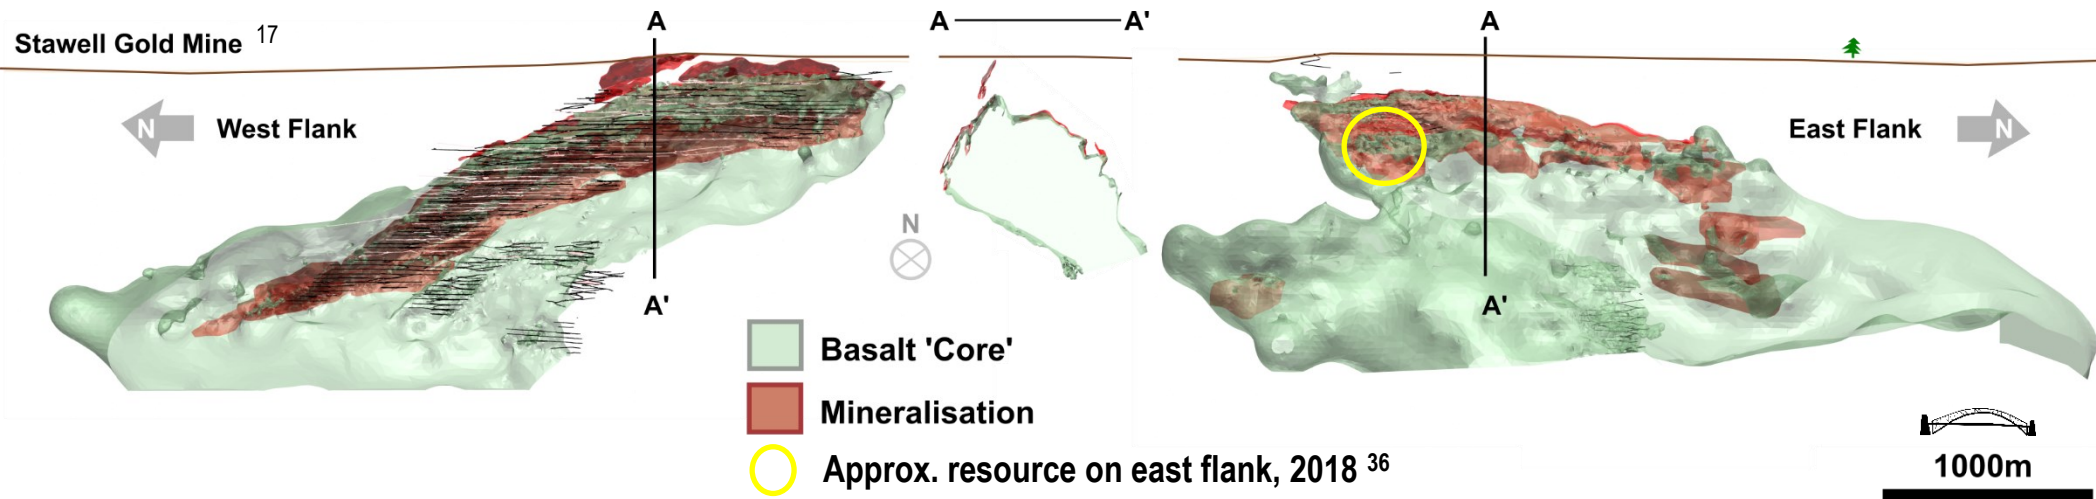 Stawell Gold Mine 17
A
A A'
A
N West Flank
East Flank N
N
A'
A'
Basalt 'Core'
Mineralisation
Approx. resource on east flank, 2018 36
1000m